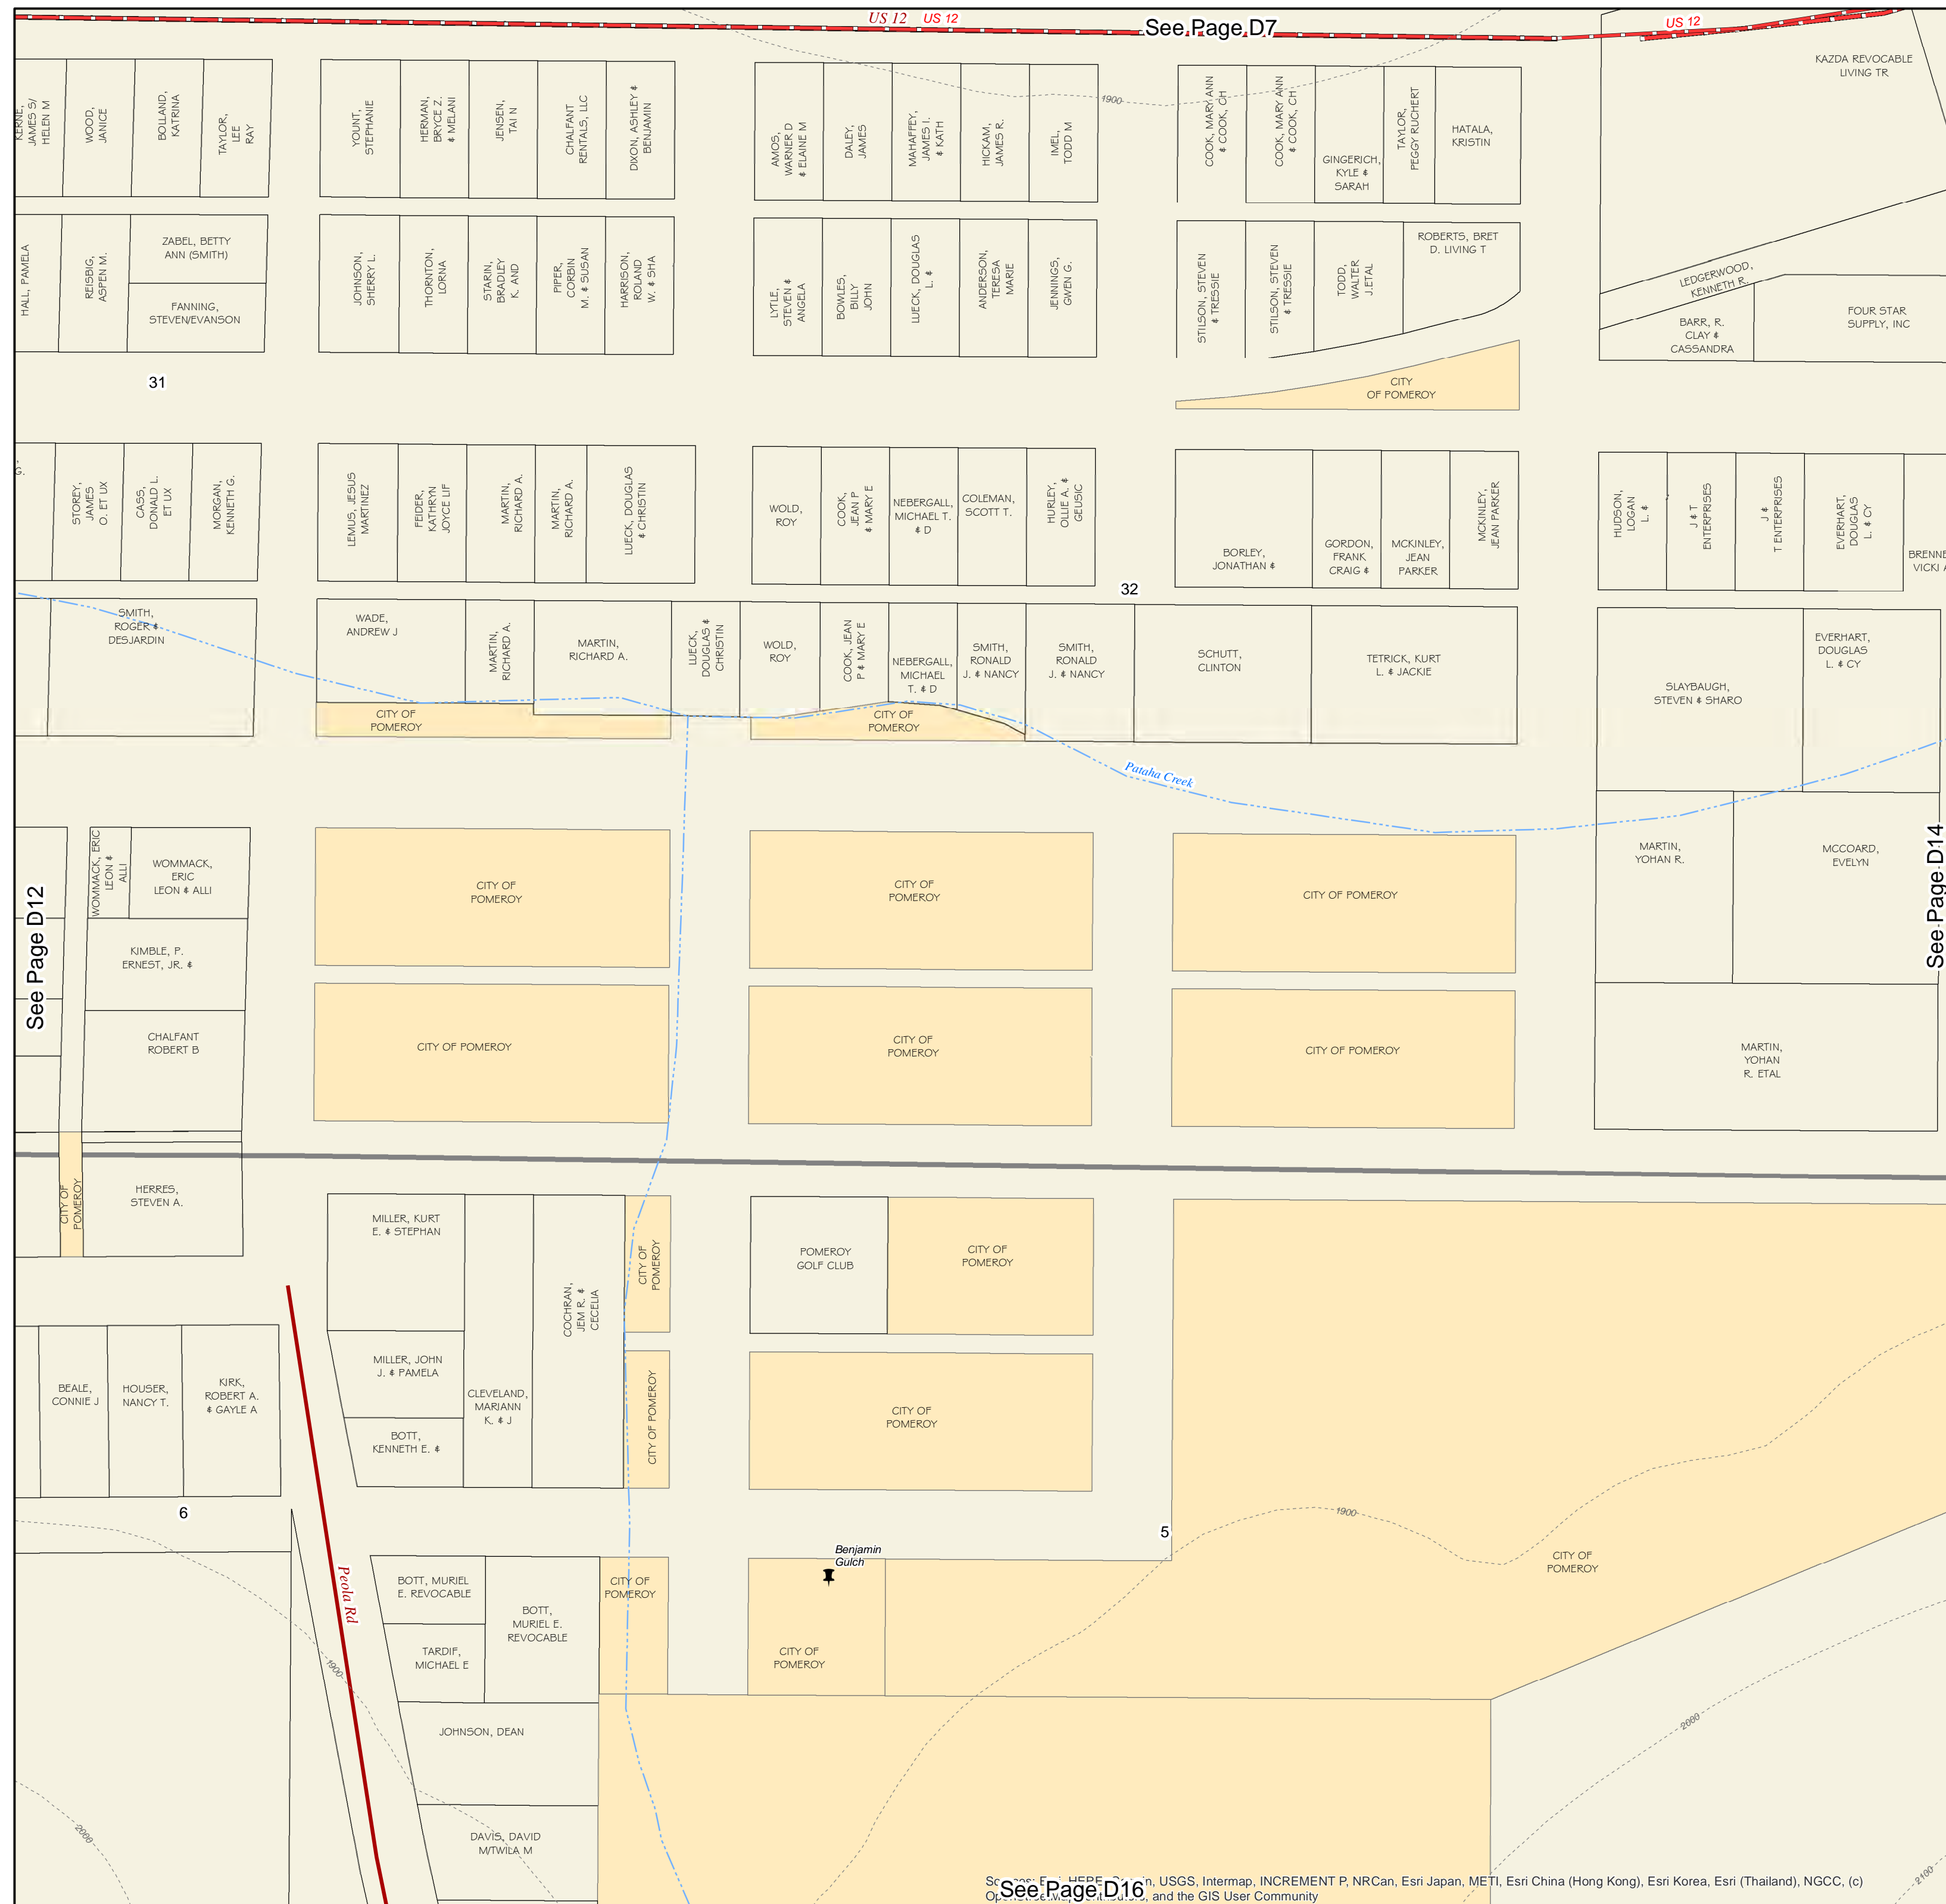 US 12
US 12
See Page D7
US 12
KAZDA REVOCABLE
LIVING TR
KERNE,
JAMES S/
HELEN M
WOOD,
JANICE
BOLLAND,
KATRINA
TAYLOR,
LEE
RAY
YOUNT,
STEPHANIE
HERMAN,
BRYCE Z.
& MELANI
JENSEN,
TAI N
CHALFANT
RENTALS, LLC
DIXON, ASHLEY &
BENJAMIN
AMOS,
WARNER D
& ELAINE M
DALEY,
JAMES
MAHAFFEY,
JAMES I.
& KATH
HICKAM,
JAMES R.
IMEL,
TODD M
1900
COOK, MARY ANN
& COOK, CH
COOK, MARY ANN
& COOK, CH
GINGERICH,
KYLE &
SARAH
TAYLOR,
PEGGY RUCHERT
HATALA,
KRISTIN
HALL, PAMELA
REISBIG,
ASPEN M.
ZABEL, BETTY
ANN (SMITH)
FANNING,
STEVEN/EVANSON
JOHNSON,
SHERRY L.
THORNTON,
LORNA
STARIN,
BRADLEY
K. AND
PIPER,
CORBIN
M. & SUSAN
HARRISON,
ROLAND
W. & SHA
LYTLE,
STEVEN &
ANGELA
BOWLES,
BILLY
JOHN
LUECK, DOUGLAS
L. &
ANDERSON,
TERESA
MARIE
JENNINGS,
GWEN G.
STILSON, STEVEN
& TRESSIE
STILSON, STEVEN
& TRESSIE
TODD,
WALTER
J.ETAL
ROBERTS, BRET
D. LIVING T
LEDGERWOOD,
KENNETH R.
BARR, R.
CLAY &
CASSANDRA
FOUR STAR
SUPPLY, INC
31
CITY
OF POMEROY
G.
STOREY,
JAMES
O. ET UX
CASS,
DONALD L.
ET UX
MORGAN,
KENNETH G.
LEMUS, JESUS
MARTINEZ
FEIDER,
KATHRYN
JOYCE LIF
MARTIN,
RICHARD A.
MARTIN,
RICHARD A.
LUECK, DOUGLAS
& CHRISTIN
WOLD,
ROY
COOK,
JEAN P
& MARY E
NEBERGALL,
MICHAEL T.
& D
COLEMAN,
SCOTT T.
HURLEY,
OLLIE A. &
GEUSIC
BORLEY,
JONATHAN &
GORDON,
FRANK
CRAIG &
MCKINLEY,
JEAN
PARKER
MCKINLEY,
JEAN PARKER
HUDSON,
LOGAN
L. &
J & T
ENTERPRISES
J &
T ENTERPRISES
EVERHART,
DOUGLAS
L. & CY
BRENNE
VICKI A
32
SMITH,
ROGER &
DESJARDIN
WADE,
ANDREW J
MARTIN,
RICHARD A.
MARTIN,
RICHARD A.
LUECK,
DOUGLAS &
CHRISTIN
WOLD,
ROY
COOK, JEAN
P & MARY E
NEBERGALL,
MICHAEL
T. & D
SMITH,
RONALD
J. & NANCY
SMITH,
RONALD
J. & NANCY
SCHUTT,
CLINTON
TETRICK, KURT
L. & JACKIE
SLAYBAUGH,
STEVEN & SHARO
EVERHART,
DOUGLAS
L. & CY
CITY OF
POMEROY
CITY OF
POMEROY
Pataha Creek
See Page D12
WOMMACK, ERIC
LEON &
ALLI
WOMMACK,
ERIC
LEON & ALLI
CITY OF
POMEROY
CITY OF
POMEROY
CITY OF POMEROY
MARTIN,
YOHAN R.
MCCOARD,
EVELYN
See Page D14
KIMBLE, P.
ERNEST, JR. &
CHALFANT
ROBERT B
CITY OF POMEROY
CITY OF
POMEROY
CITY OF POMEROY
MARTIN,
YOHAN
R. ETAL
CITY OF
POMEROY
HERRES,
STEVEN A.
MILLER, KURT
E. & STEPHAN
COCHRAN,
JEM R. &
CECELIA
CITY OF
POMEROY
POMEROY
GOLF CLUB
CITY OF
POMEROY
BEALE,
CONNIE J
HOUSER,
NANCY T.
KIRK,
ROBERT A.
& GAYLE A
MILLER, JOHN
J. & PAMELA
BOTT,
KENNETH E. &
CLEVELAND,
MARIANN
K. & J
CITY OF POMEROY
CITY OF
POMEROY
6
5
1900
Benjamin
Gulch
CITY OF
POMEROY
Peola Rd
BOTT, MURIEL
E. REVOCABLE
BOTT,
MURIEL E.
REVOCABLE
CITY OF
POMEROY
TARDIF,
MICHAEL E
CITY OF
POMEROY
1900
JOHNSON, DEAN
2000
2000
DAVIS, DAVID
M/TWILA M
2100
See Page D16
USGS, Intermap, INCREMENT P, NRCan, Esri Japan, METI, Esri China (Hong Kong), Esri Korea, Esri (Thailand), NGCC, (c)
and the GIS User Community